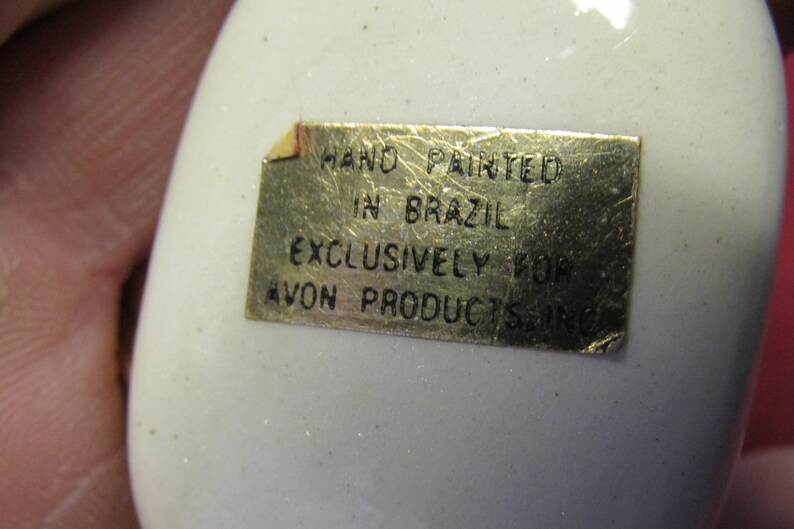 HAND PAINTED
IN BRAZIL
EXCLUSIVELY FOR
AVON PRODUCTS, INC